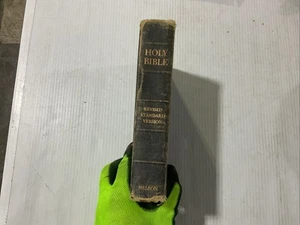 HOLY
BIBLE
REVISED
STANDARD
VERSION
NELSON